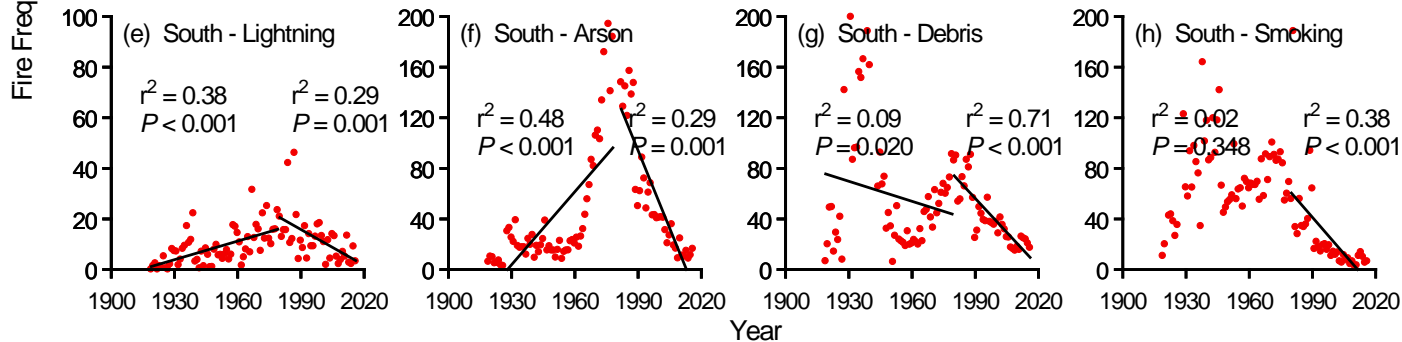 Fire Freq
(e) South - Lightning
r² = 0.38
P < 0.001
r² = 0.29
P = 0.001
100
80
60
40
20
0
1900 1930 1960 1990 2020
(f) South - Arson
r² = 0.48
P < 0.001
r² = 0.29
P = 0.001
200
160
120
80
40
0
1900 1930 1960 1990 2020
(g) South - Debris
r² = 0.09
P = 0.020
r² = 0.71
P < 0.001
200
160
120
80
40
0
1900 1930 1960 1990 2020
(h) South - Smoking
r² = 0.02
P = 0.348
r² = 0.38
P < 0.001
200
160
120
80
40
0
1900 1930 1960 1990 2020
Year